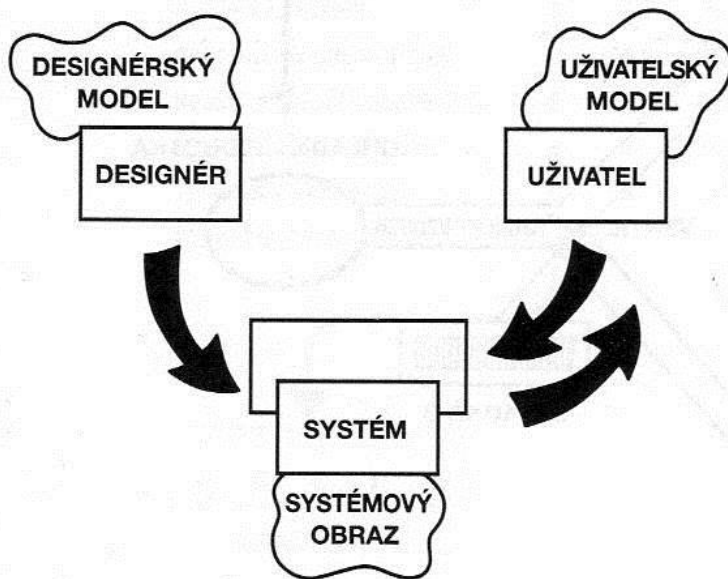 DESIGNÉRSKÝ
MODEL
DESIGNÉR
UŽIVATELSKÝ
MODEL
UŽIVATEL
SYSTÉM
SYSTÉMOVÝ
OBRAZ